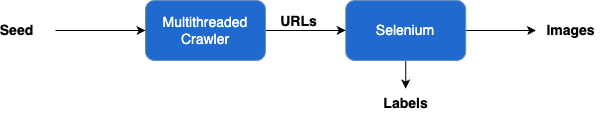 Seed
Multithreaded
Crawler
URLs
Selenium
Images
Labels